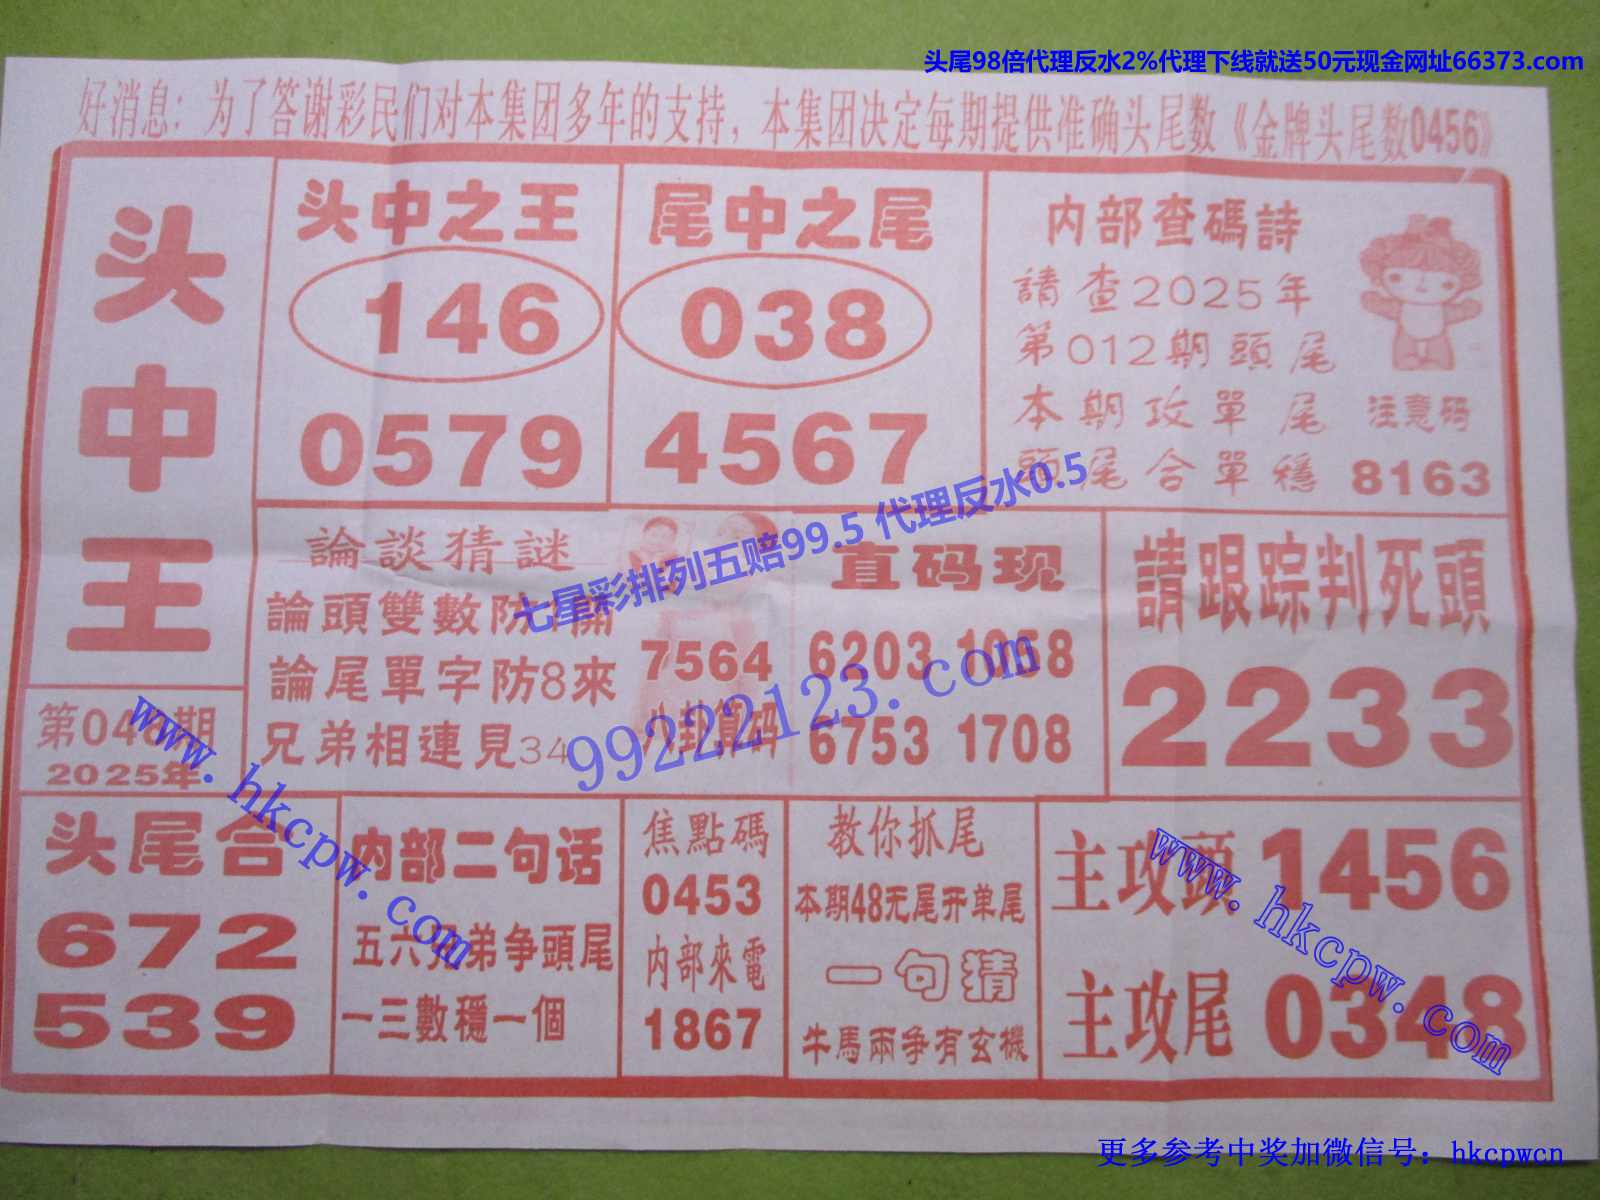 头尾98倍代理反水2%代理下线就送50元现金网址66373.com
好消息：为了答谢彩民们对本集团多年的支持，本集团决定每期提供准确头尾数《金牌头尾数0456》
头中王
第04期
2025年
头中之王
146
0579
尾中之尾
038
4567
内部查碼詩
請查2025年
第012期頭尾
本期攻單尾
頭尾合單穩
注意码
8163
論談猜謎
論頭雙數防開
論尾單字防8來
兄弟相連見34
7564
八卦算码
直码现
6203 1058
6753 1708
請跟踪判死頭
2233
七星彩排列五赔99.5 代理反水0.5
99222123.com
www.hkcpw.com
头尾合
672
539
内部二句话
五六兄弟争頭尾
一三數穩一個
焦點碼
0453
内部來電
1867
教你抓尾
本期48无尾开单尾
一句猜
牛馬兩争有玄機
主攻頭 1456
主攻尾 0348
www.hkcpw.com
更多参考中奖加微信号：hkcpwcn